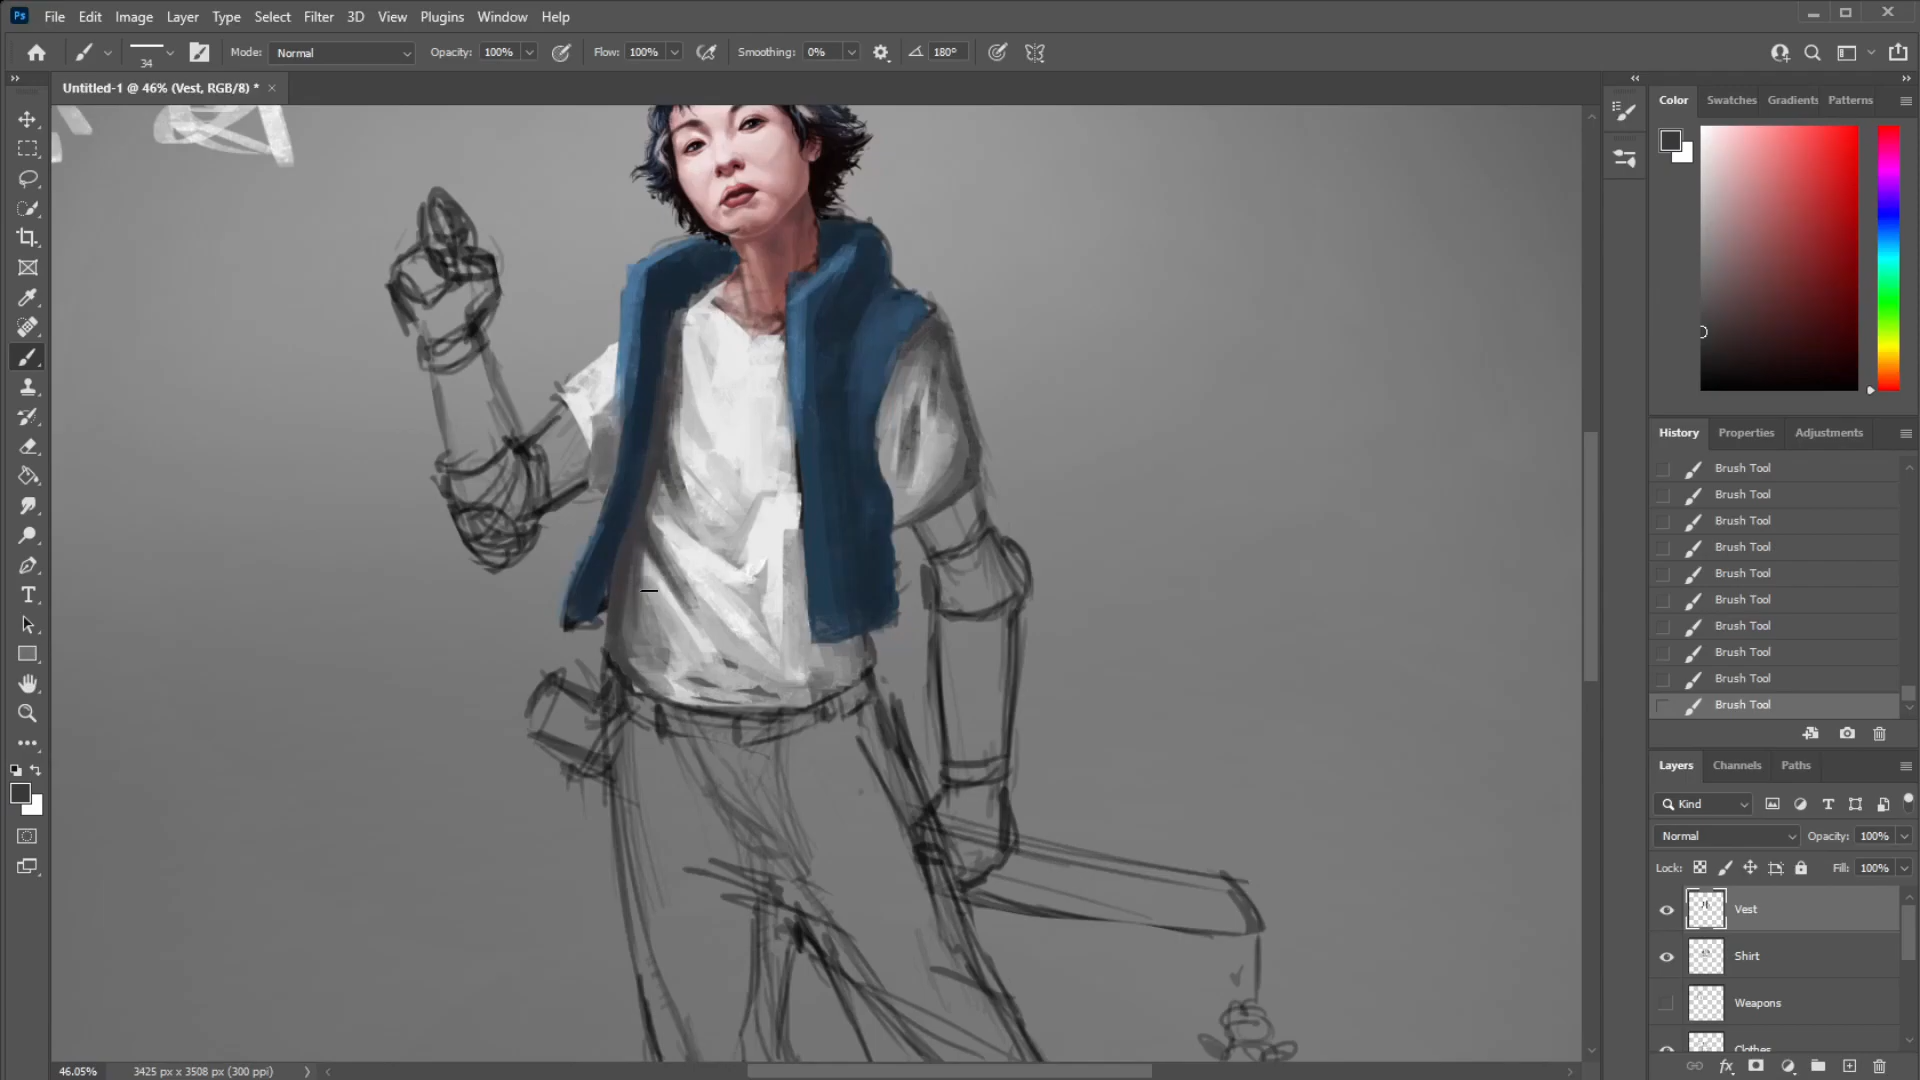 Ps File Edit Image Layer Type Select Filter 3D View Plugins Window Help
34 Mode: Normal Opacity: 100% Flow: 100% Smoothing: 0% 180°
Untitled-1 @ 46% (Vest, RGB/8) *
Color Swatches Gradients Patterns
History Properties Adjustments
Brush Tool
Brush Tool
Brush Tool
Brush Tool
Brush Tool
Brush Tool
Brush Tool
Brush Tool
Brush Tool
Brush Tool
Layers Channels Paths
Kind
Normal Opacity: 100%
Lock: Fill: 100%
Vest
Shirt
Weapons
Clothes
46.05% 3425 px x 3508 px (300 ppi)